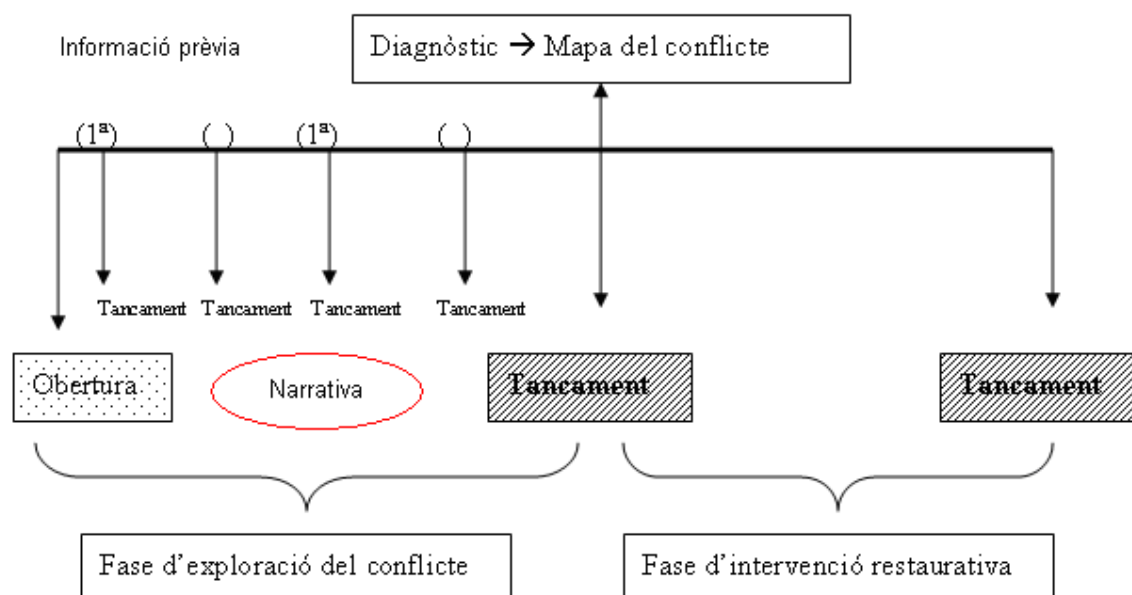 Informació prèvia
Diagnòstic → Mapa del conflicte
(1ª) ( ) (1ª) ( )
Tancament Tancament Tancament Tancament
Obertura Narrativa Tancament Tancament
Fase d'exploració del conflicte Fase d'intervenció restaurativa